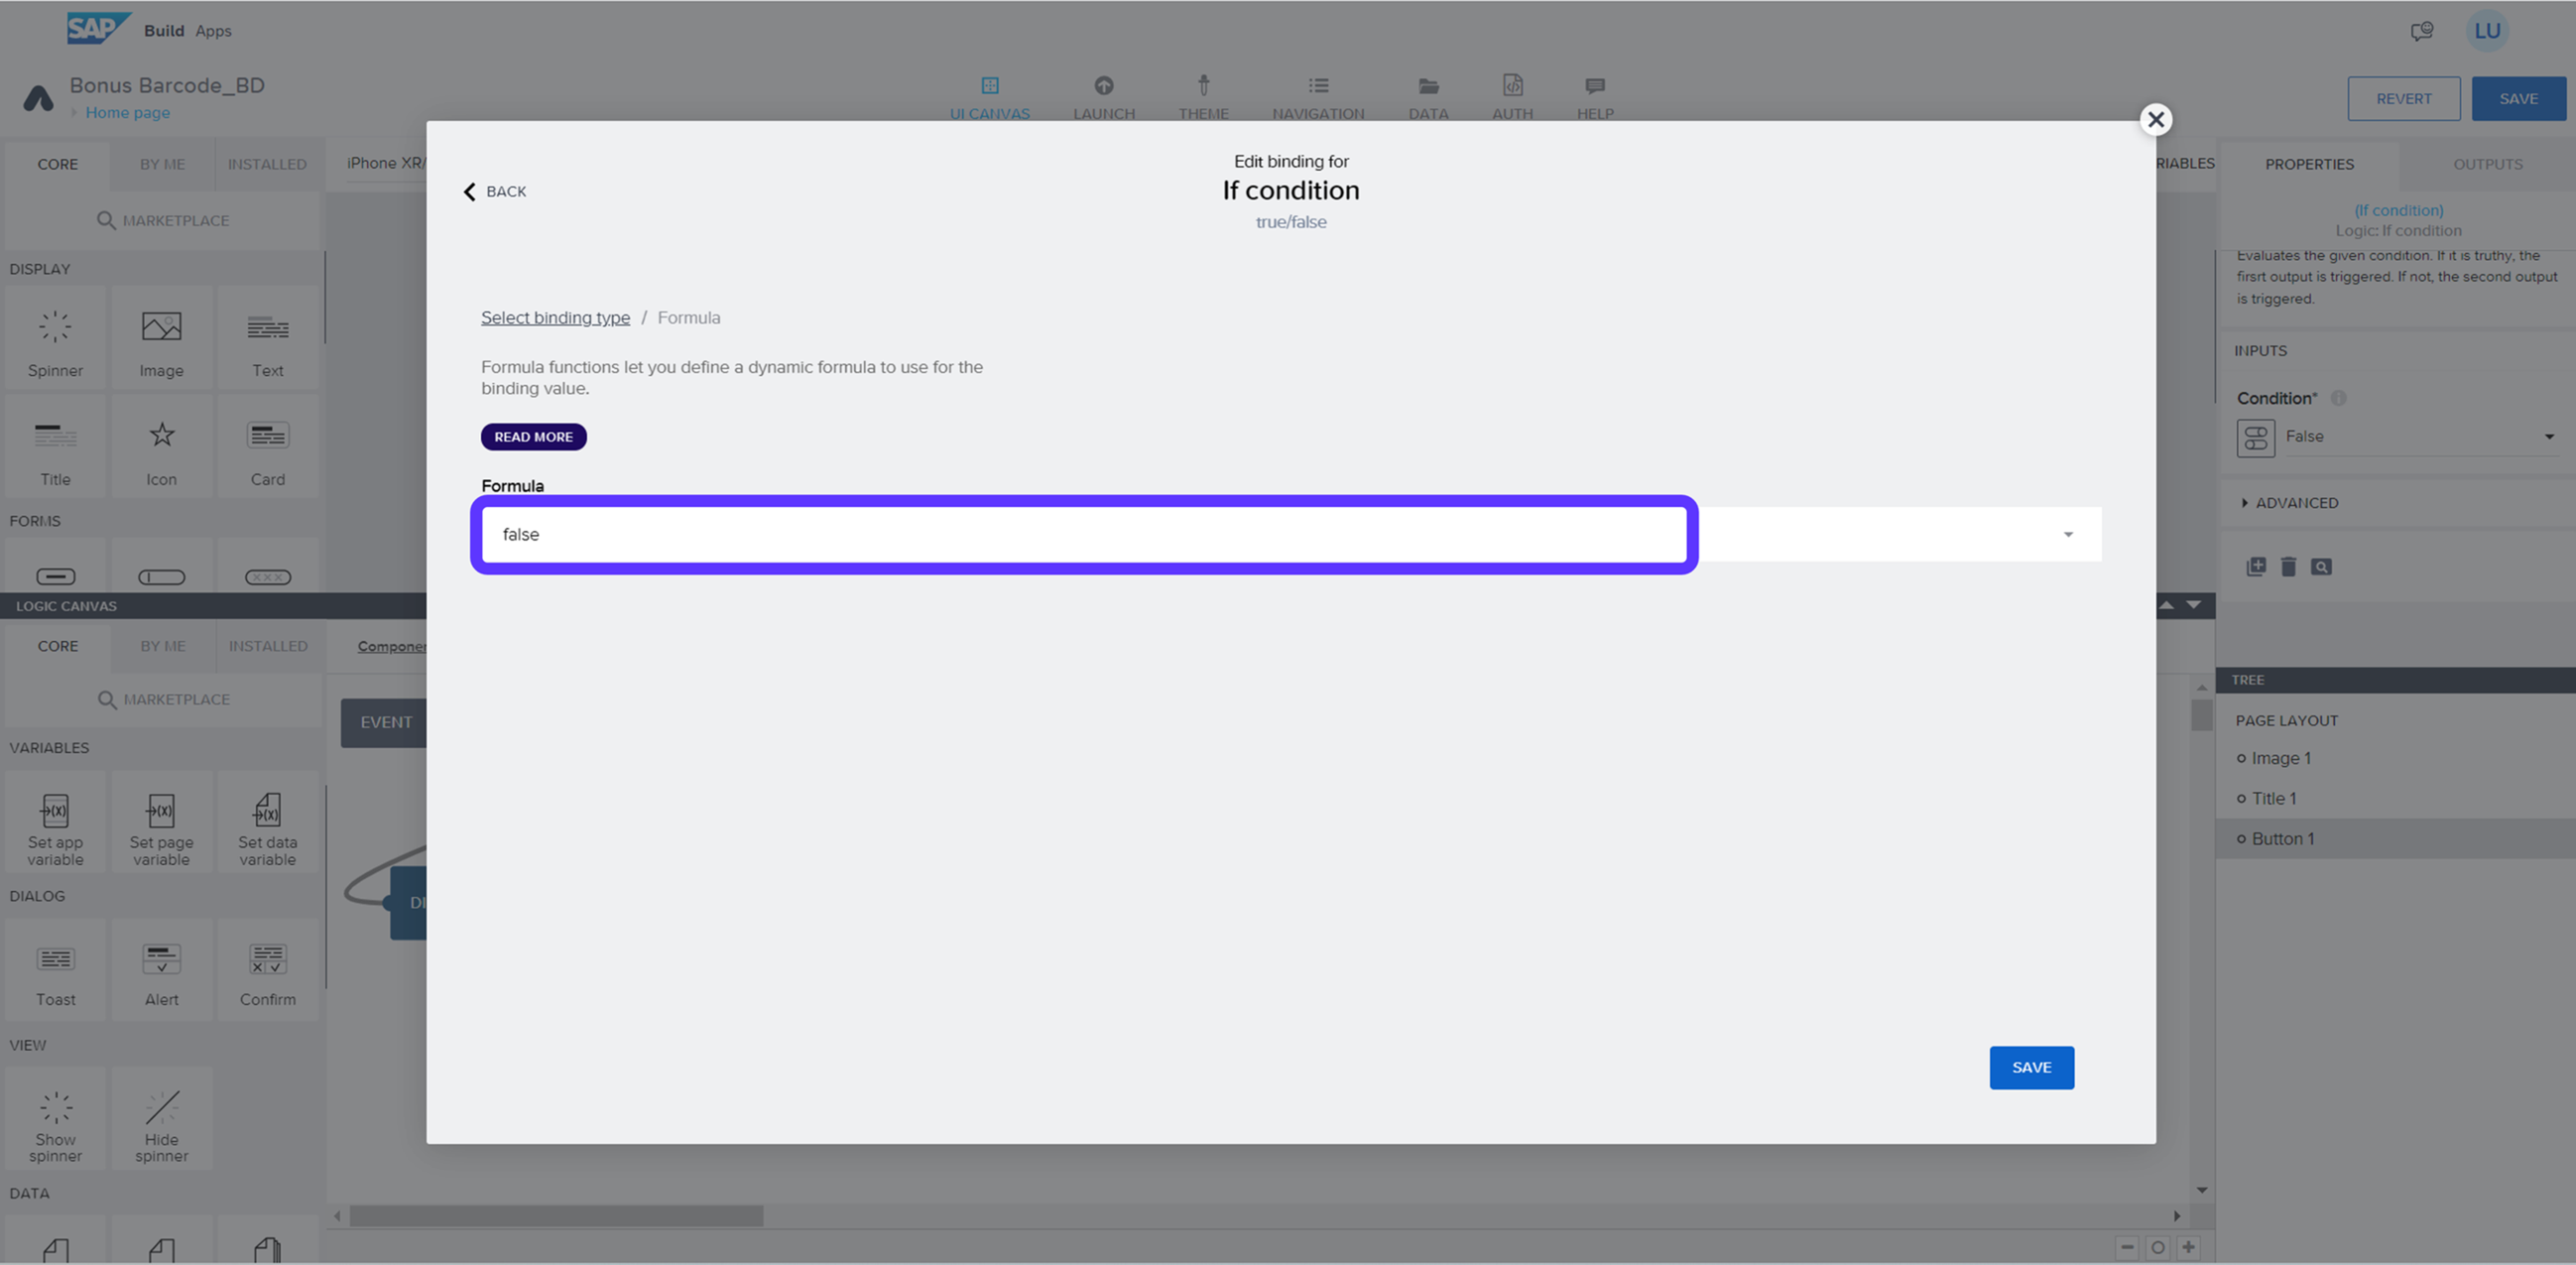 SAP Build Apps
LU
Bonus Barcode_BD
Home page
UI CANVAS
LAUNCH
THEME
NAVIGATION
DATA
AUTH
HELP
REVERT
SAVE
CORE
BY ME
INSTALLED
iPhone XR/
RIABLES
PROPERTIES
OUTPUTS
MARKETPLACE
(If condition)
Logic: If condition
Evaluates the given condition. If it is truthy, the
firsrt output is triggered. If not, the second output
is triggered.
INPUTS
Condition*
False
ADVANCED
DISPLAY
Spinner
Image
Text
Title
Icon
Card
FORMS
XXX
BACK
Edit binding for
If condition
true/false
Select binding type / Formula
Formula functions let you define a dynamic formula to use for the
binding value.
READ MORE
Formula
false
SAVE
LOGIC CANVAS
CORE
BY ME
INSTALLED
Componen
MARKETPLACE
EVENT
VARIABLES
(x)
(x)
(x)
Set app
variable
Set page
variable
Set data
variable
DI
DIALOG
Toast
Alert
Confirm
VIEW
Show
spinner
Hide
spinner
DATA
TREE
PAGE LAYOUT
Image 1
Title 1
Button 1